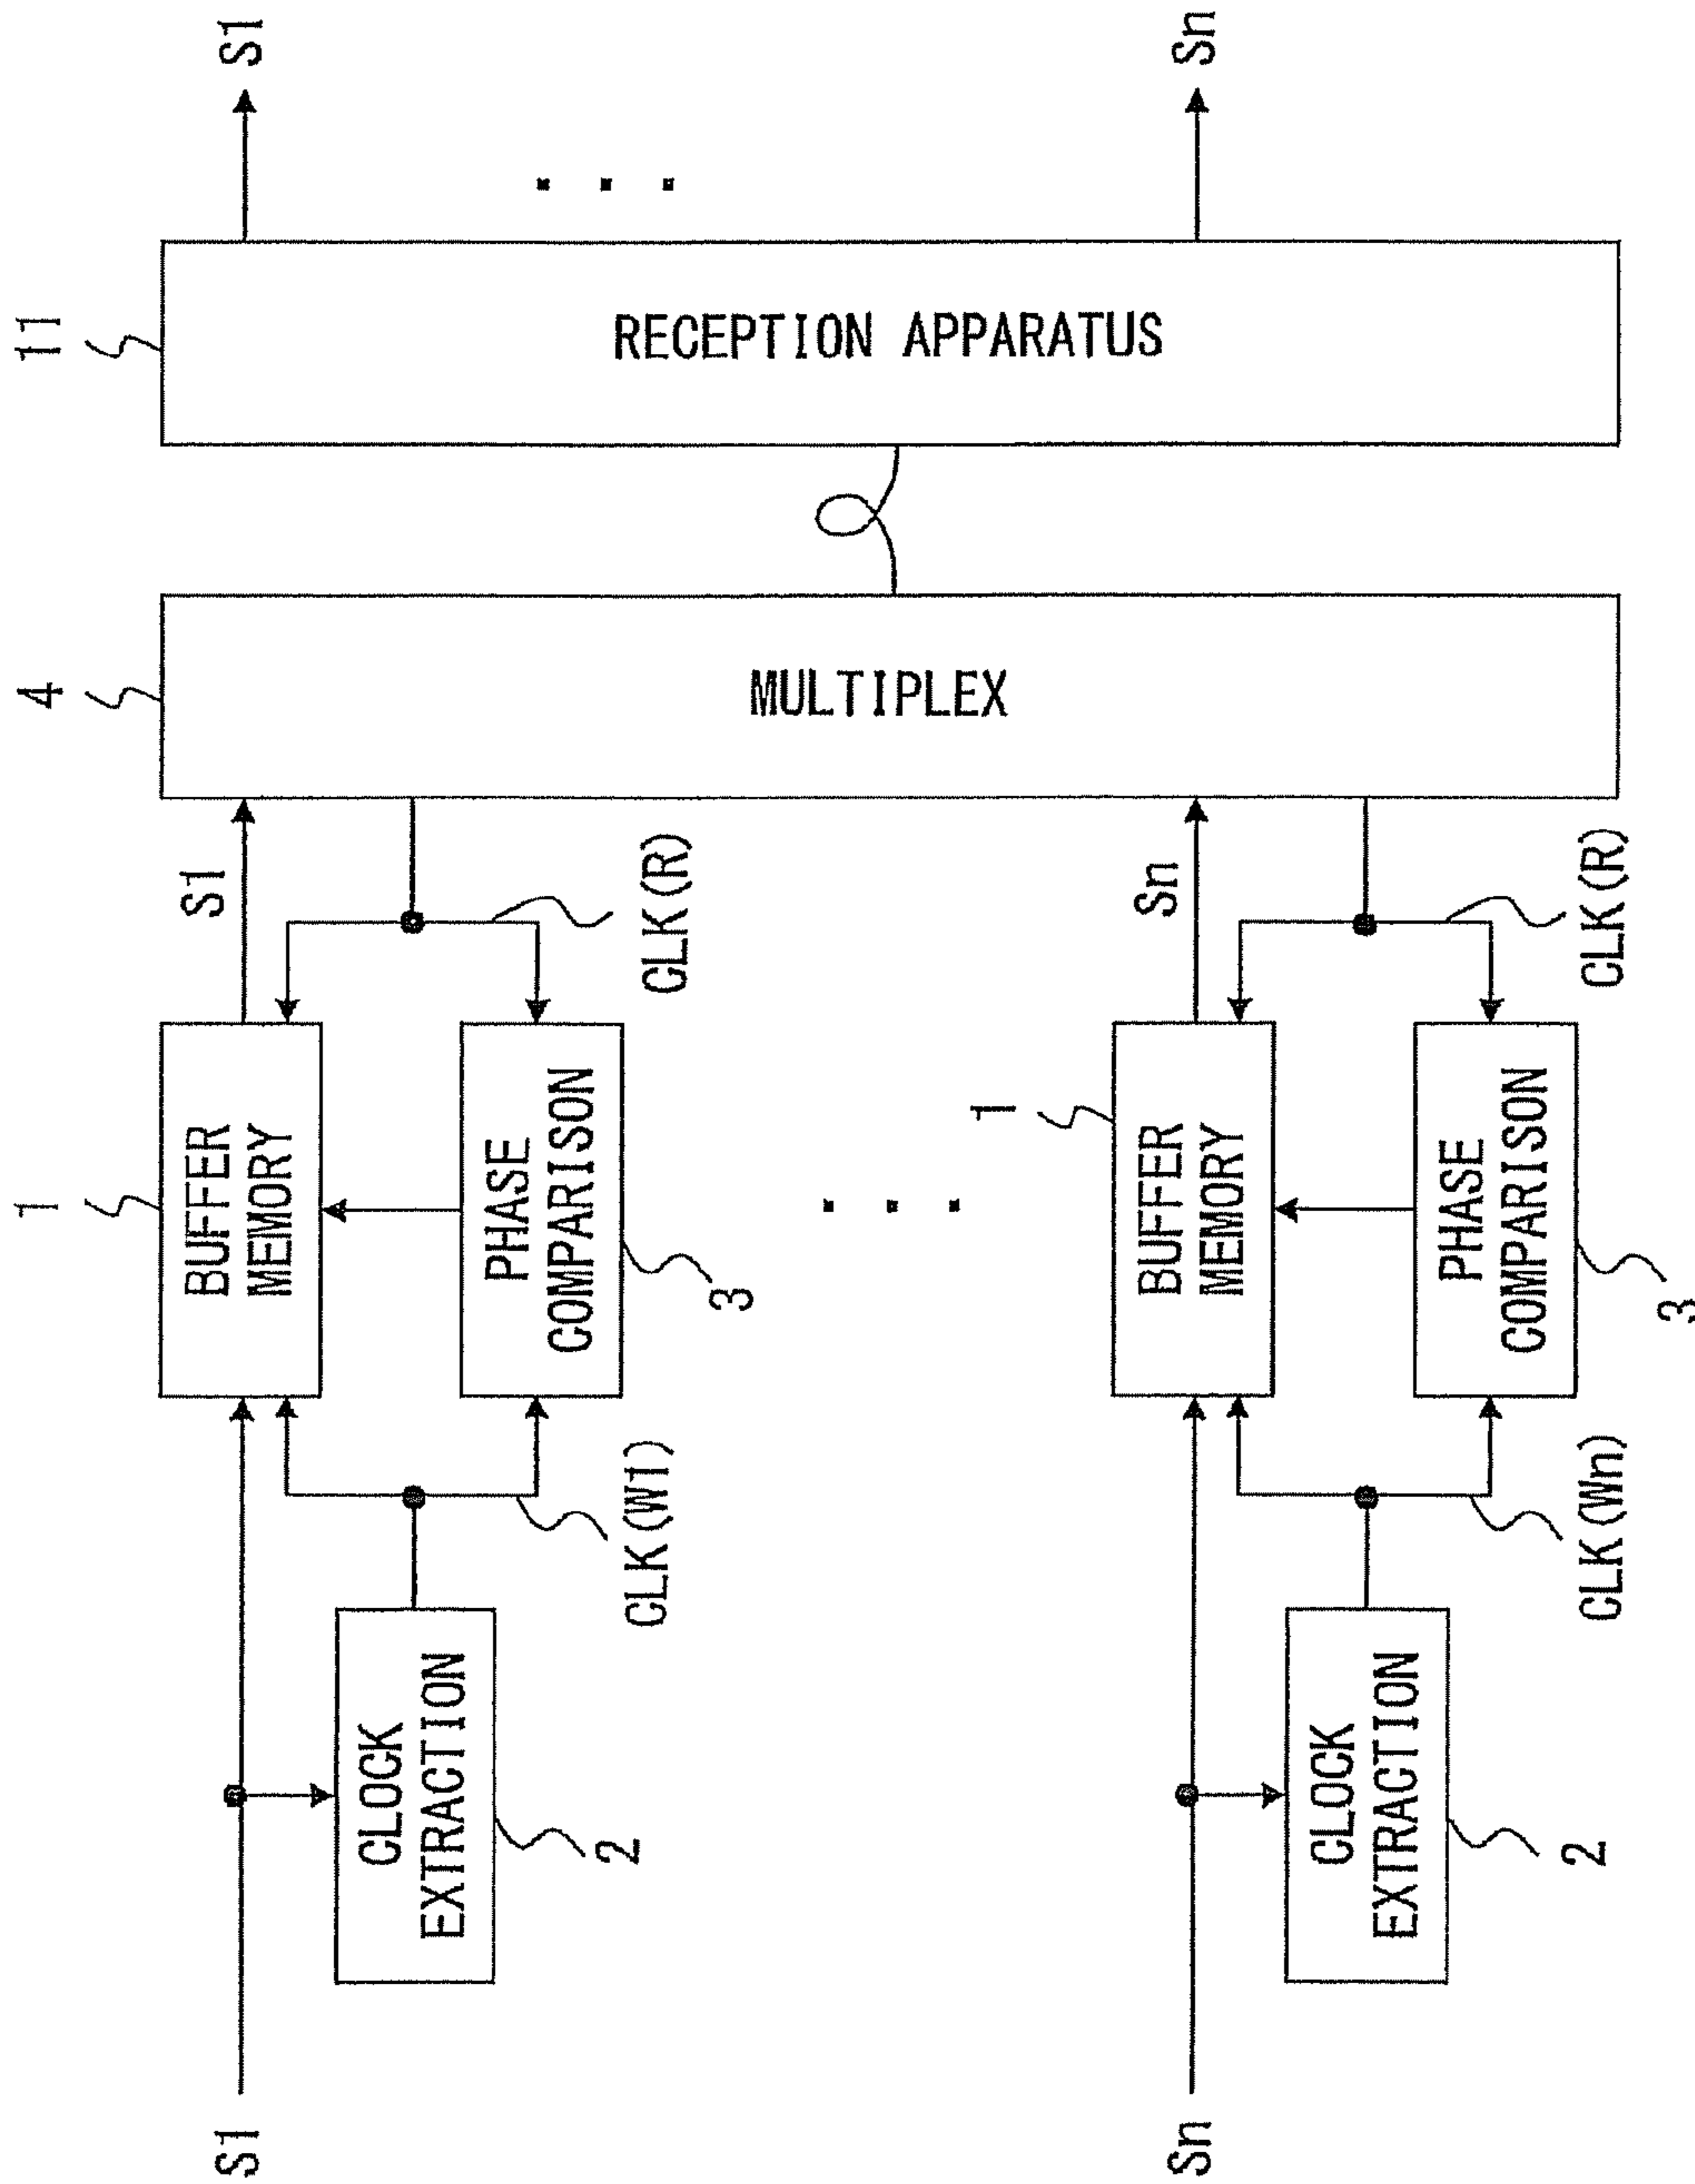 S1
CLOCK
EXTRACTION
2
CLK(W1)
1
BUFFER
MEMORY
PHASE
COMPARISON
3
S1
CLK(R)
4
MULTIPLEX
11
RECEPTION APPARATUS
S1
. . .
. . .
Sn
CLOCK
EXTRACTION
2
CLK(Wn)
1
BUFFER
MEMORY
PHASE
COMPARISON
3
Sn
CLK(R)
Sn